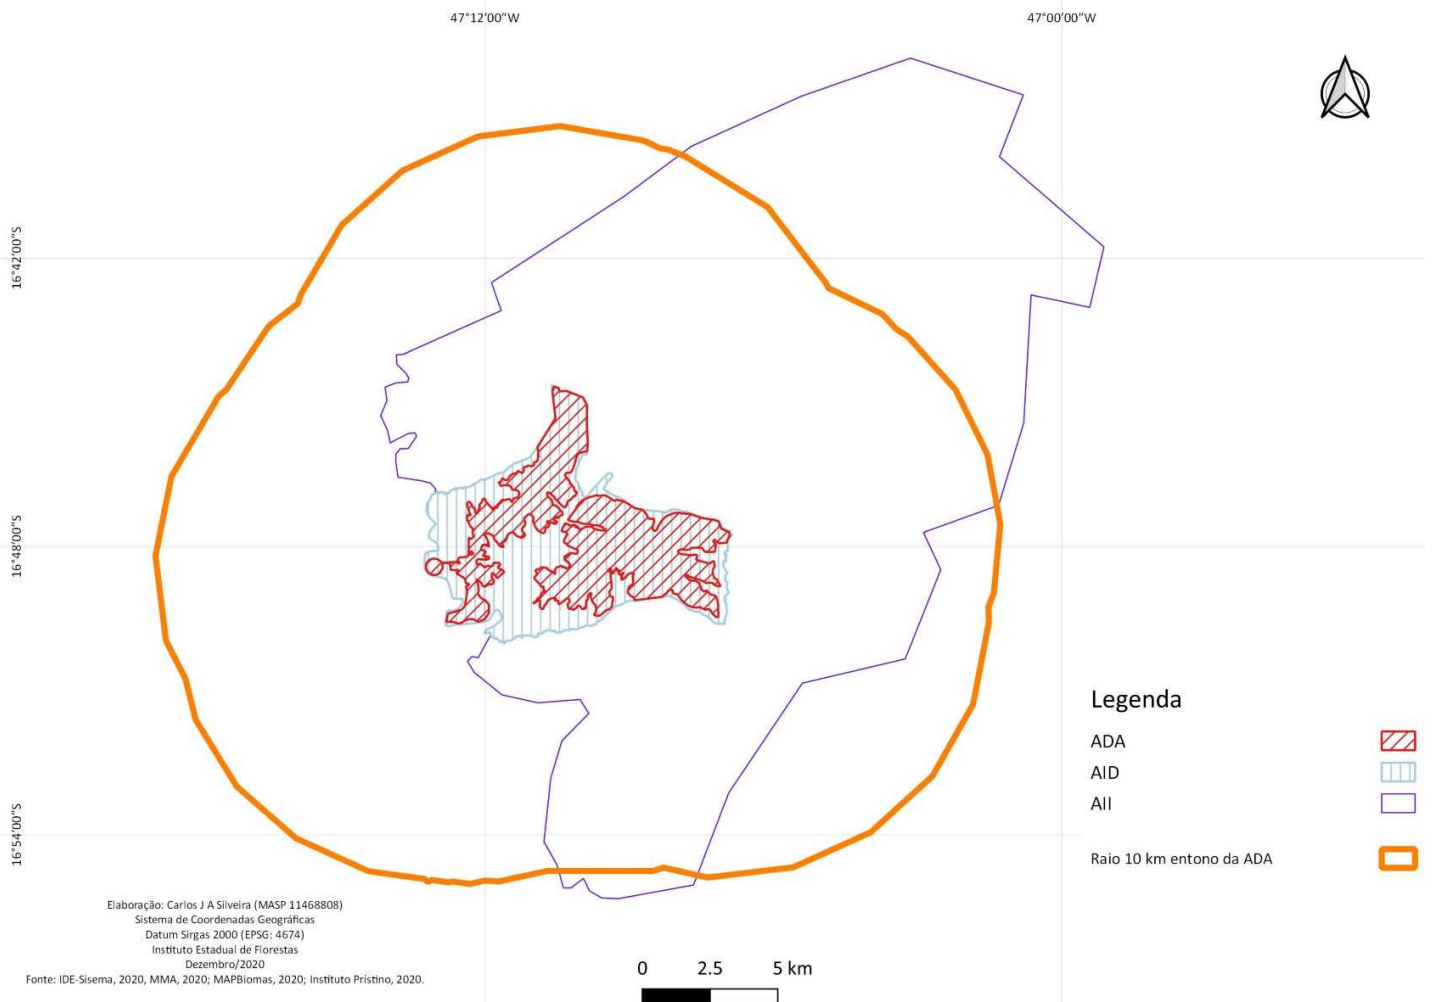 47°12'00"W
47°00'00"W
16°42'00"S
16°48'00"S
16°54'00"S
Legenda
ADA
AID
AII
Raio 10 km entono da ADA
Elaboração: Carlos J A Silveira (MASP 11468808)
Sistema de Coordenadas Geográficas
Datum Sirgas 2000 (EPSG: 4674)
Instituto Estadual de Florestas
Dezembro/2020
Fonte: IDE-Sisema, 2020, MMA, 2020; MAPBiomas, 2020; Instituto Prístino, 2020.
0 2.5 5 km